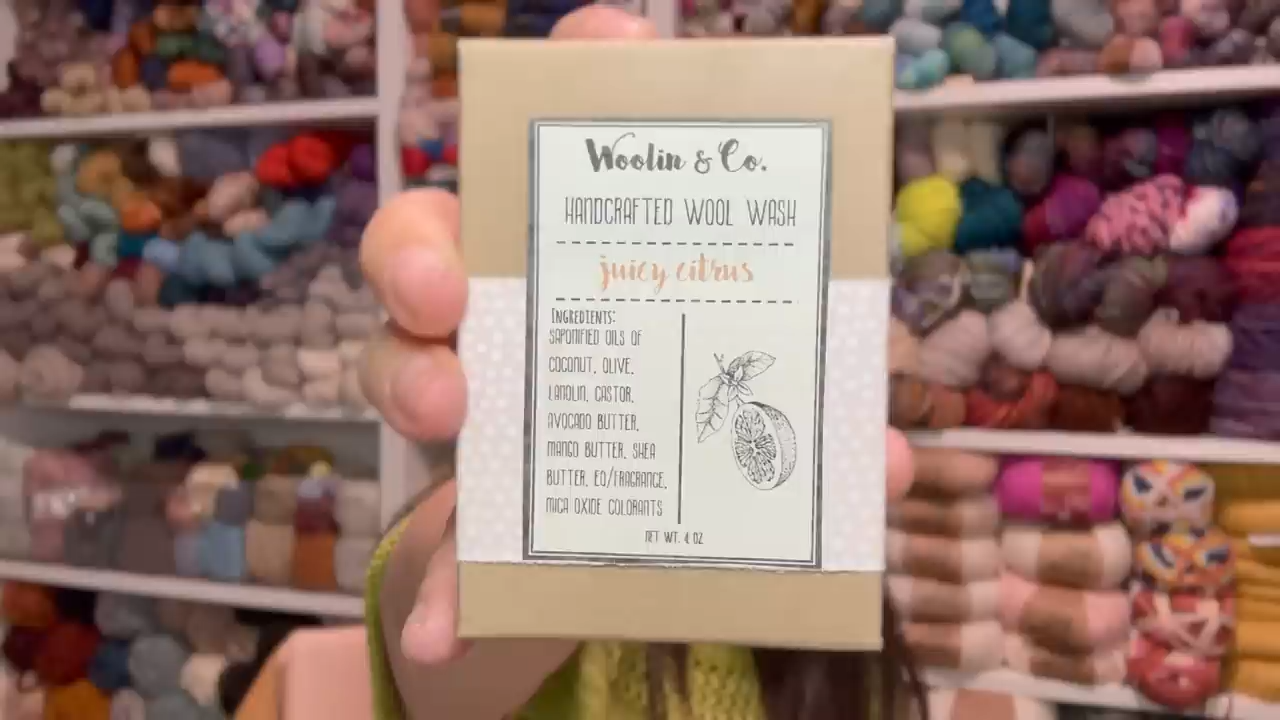 Woolin & Co.
HANDCRAFTED WOOL WASH
juicy citrus
INGREDIENTS:
SAPONIFIED OILS OF
COCONUT, OLIVE,
LANOLIN, CASTOR,
AVOCADO BUTTER,
MANGO BUTTER, SHEA
BUTTER, EO/FRAGRANCE,
MICA OXIDE COLORANTS
NET WT. 4 OZ